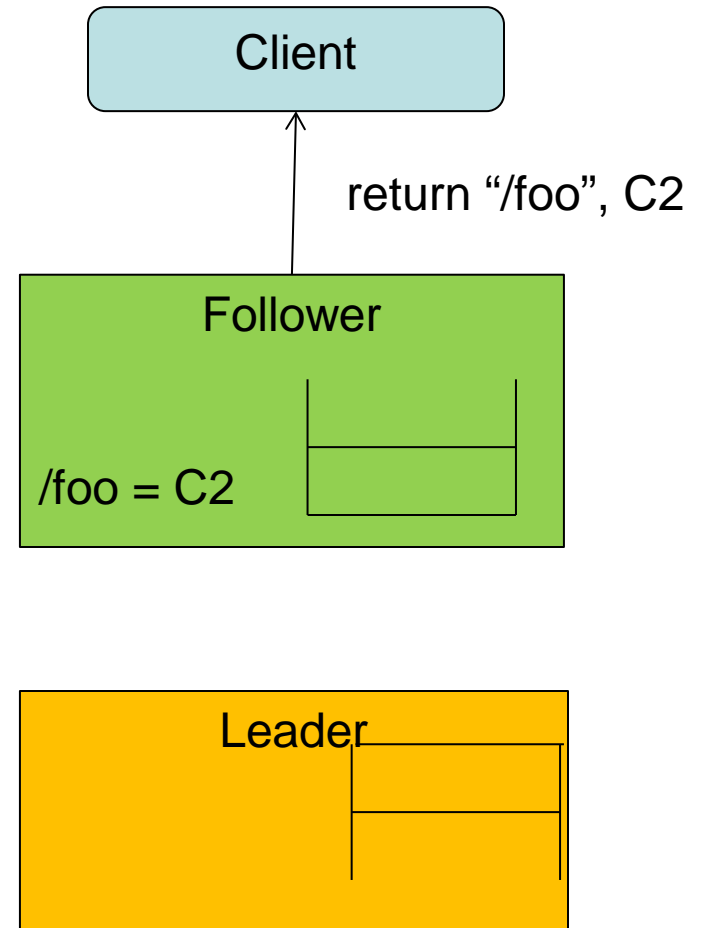 Client
return “/foo”, C2
Follower
/foo = C2
Leader